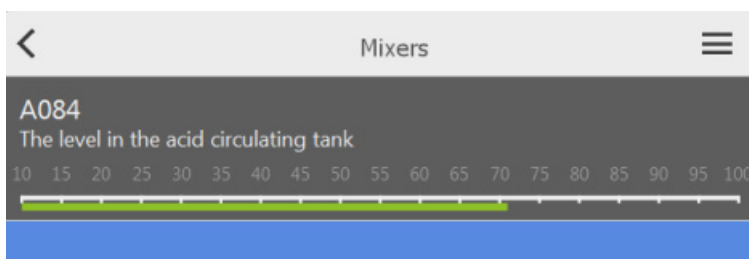 Mixers
A084
The level in the acid circulating tank
10 15 20 25 30 35 40 45 50 55 60 65 70 75 80 85 90 95 100